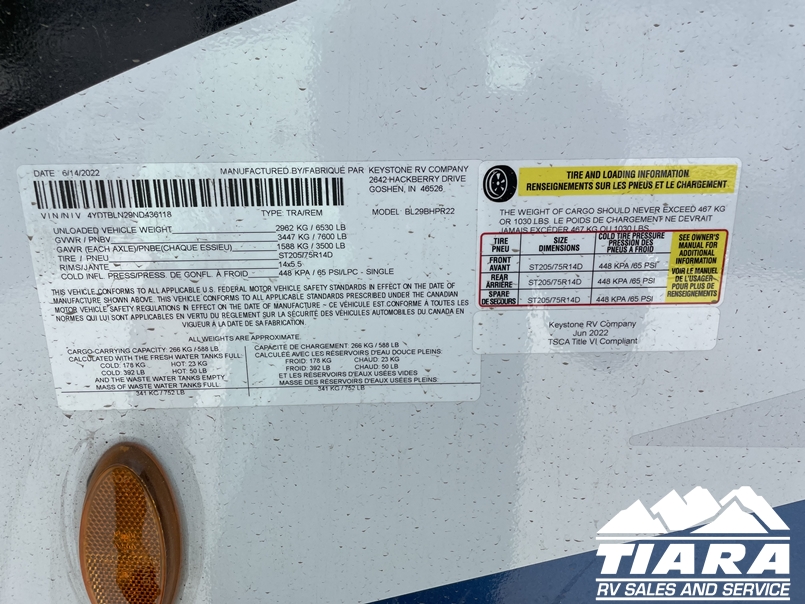 DATE 6/14/2022 MANUFACTURED BY/FABRIQUÉ PAR KEYSTONE RV COMPANY
2642 HACKBERRY DRIVE
GOSHEN, IN 46526
V I N /N I V 4YDTBLN29ND436118 TYPE: TRA/REM MODEL: BL29BHPR22
UNLOADED VEHICLE WEIGHT 2962 KG / 6530 LB
GVWR / PNBV 3447 KG / 7600 LB
GAWR (EACH AXLE)/PNBE(CHAQUE ESSIEU) 1588 KG / 3500 LB
TIRE / PNEU ST205/75R14D
RIMS/JANTE 14x5.5
COLD INFL. PRESS/PRESS. DE GONFL. À FROID 448 KPA / 65 PSI/LPC - SINGLE
THIS VEHICLE CONFORMS TO ALL APPLICABLE U.S. FEDERAL MOTOR VEHICLE SAFETY STANDARDS IN EFFECT ON THE DATE OF
MANUFACTURE SHOWN ABOVE. THIS VEHICLE CONFORMS TO ALL APPLICABLE STANDARDS PRESCRIBED UNDER THE CANADIAN
MOTOR VEHICLE SAFETY REGULATIONS IN EFFECT ON THE DATE OF MANUFACTURE - CE VÉHICULE EST CONFORME À TOUTES LES
NORMES QUI LUI SONT APPLICABLES EN VERTU DU RÈGLEMENT SUR LA SÉCURITÉ DES VÉHICULES AUTOMOBILES DU CANADA EN
VIGUEUR À LA DATE DE SA FABRICATION.
ALL WEIGHTS ARE APPROXIMATE.
CARGO-CARRYING CAPACITY: 266 KG / 588 LB.
CALCULATED WITH THE FRESH WATER TANKS FULL:
COLD: 178 KG HOT: 23 KG
COLD: 392 LB HOT: 50 LB
AND THE WASTE WATER TANKS EMPTY.
MASS OF WASTE WATER TANKS FULL:
341 KG / 752 LB
CAPACITÉ DE CHARGEMENT: 266 KG / 588 LB.
CALCULÉE AVEC LES RÉSERVOIRS D'EAU DOUCE PLEINS:
FROID: 178 KG CHAUD: 23 KG
FROID: 392 LB CHAUD: 50 LB
ET LES RÉSERVOIRS D'EAUX USÉES VIDES
MASSE DES RÉSERVOIRS D'EAUX USÉES PLEINS:
341 KG / 752 LB
TIRE AND LOADING INFORMATION
RENSEIGNEMENTS SUR LES PNEUS ET LE CHARGEMENT
THE WEIGHT OF CARGO SHOULD NEVER EXCEED 467 KG
OR 1030 LBS. LE POIDS DE CHARGEMENT NE DEVRAIT
JAMAIS EXCÉDER 467 KG OU 1030 LBS.
TIRE
PNEU
SIZE
DIMENSIONS
COLD TIRE PRESSURE
PRESSION DES
PNEUS À FROID
FRONT
AVANT
ST205/75R14D 448 KPA /65 PSI
REAR
ARRIÈRE
ST205/75R14D 448 KPA /65 PSI
SPARE
DE SECOURS
ST205/75R14D 448 KPA /65 PSI
SEE OWNER'S
MANUAL FOR
ADDITIONAL
INFORMATION
VOIR LE MANUEL
DE L'USAGER
POUR PLUS DE
RENSEIGNEMENTS
Keystone RV Company
Jun 2022
TSCA Title VI Compliant
TIARA
RV SALES AND SERVICE